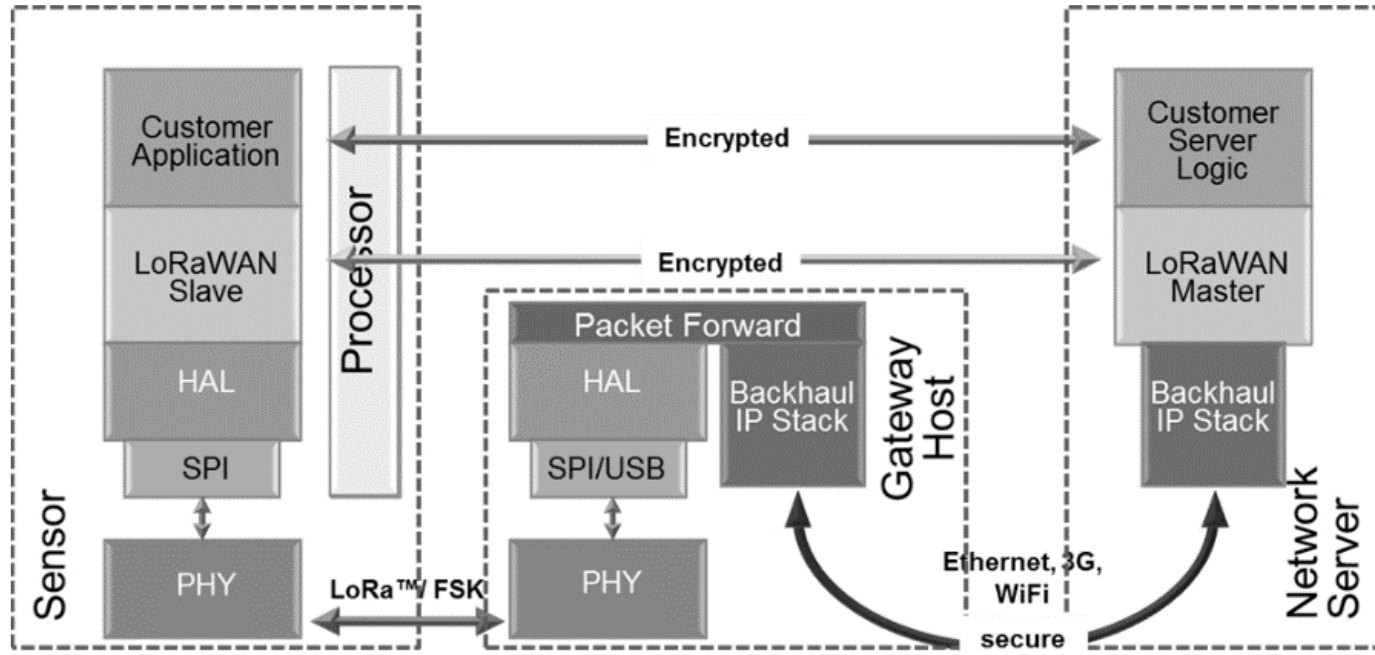 Customer
Application
LoRaWAN
Slave
HAL
SPI
PHY
Sensor
Processor
Encrypted
Encrypted
LoRa™/ FSK
Packet Forward
HAL
SPI/USB
PHY
Backhaul
IP Stack
Gateway
Host
Ethernet, 3G,
WiFi
secure
Customer
Server
Logic
LoRaWAN
Master
Backhaul
IP Stack
Network
Server